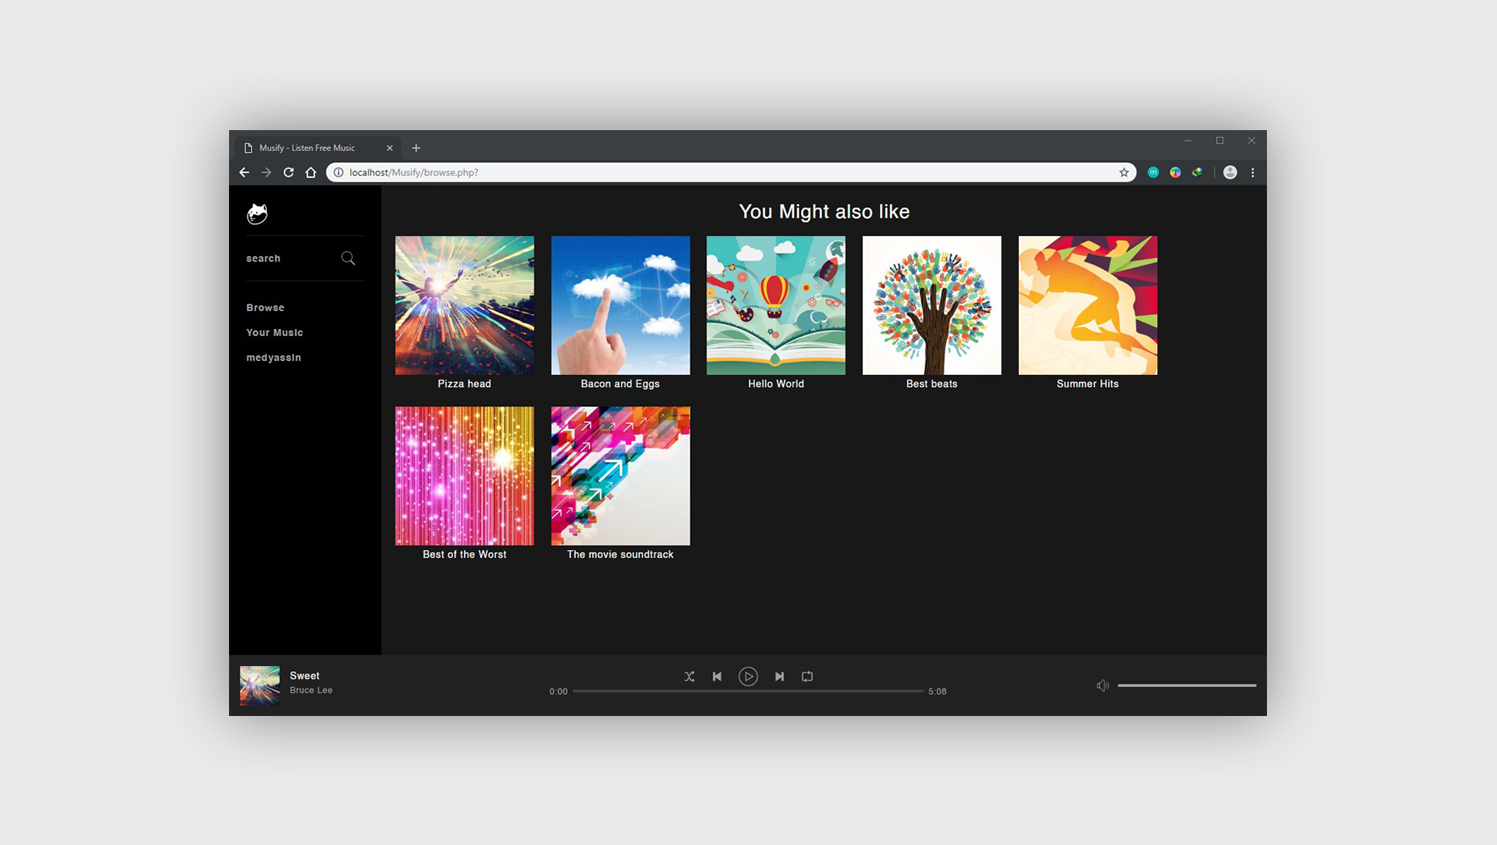 Musify - Listen Free Music
localhost/Musify/browse.php?
search
Browse
Your Music
medyassin
You Might also like
Pizza head
Bacon and Eggs
Hello World
Best beats
Summer Hits
Best of the Worst
The movie soundtrack
Sweet
Bruce Lee
0:00
5:08